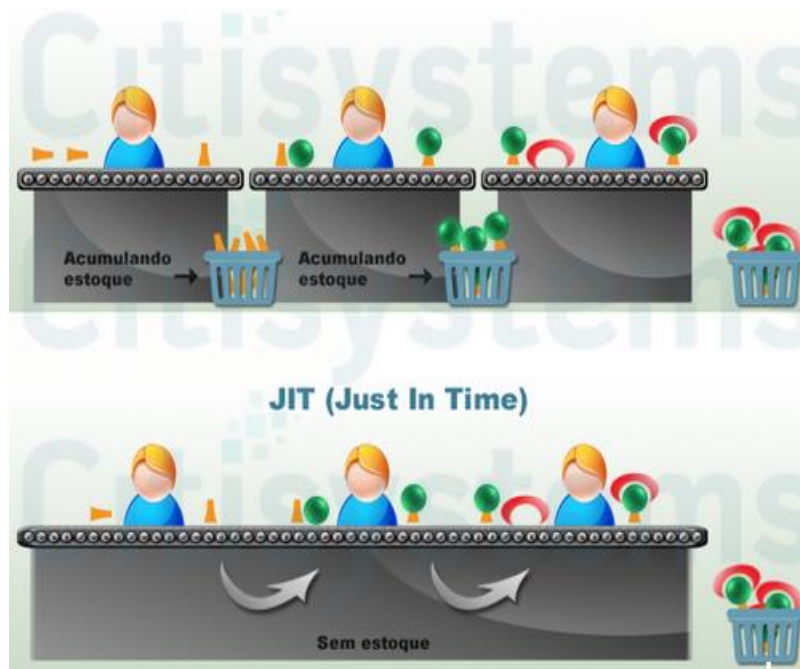 Citisystems
Acumulando
estoque
Acumulando
estoque
Citisystems
JIT (Just In Time)
Citisystems
Sem estoque